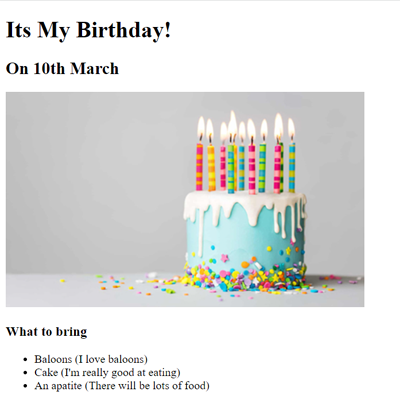 Its My Birthday!
On 10th March
What to bring
Baloons (I love baloons)
Cake (I'm really good at eating)
An apatite (There will be lots of food)